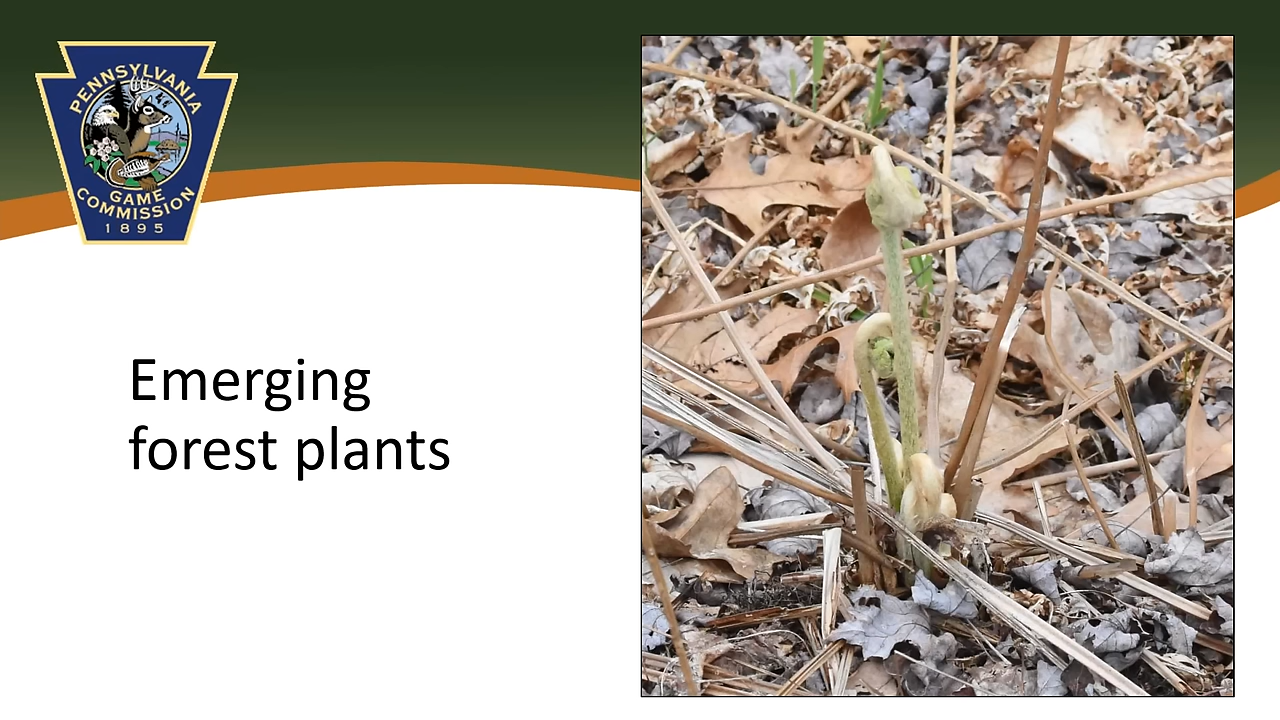 PENNSYLVANIA
GAME
COMMISSION
1895
Emerging
forest plants